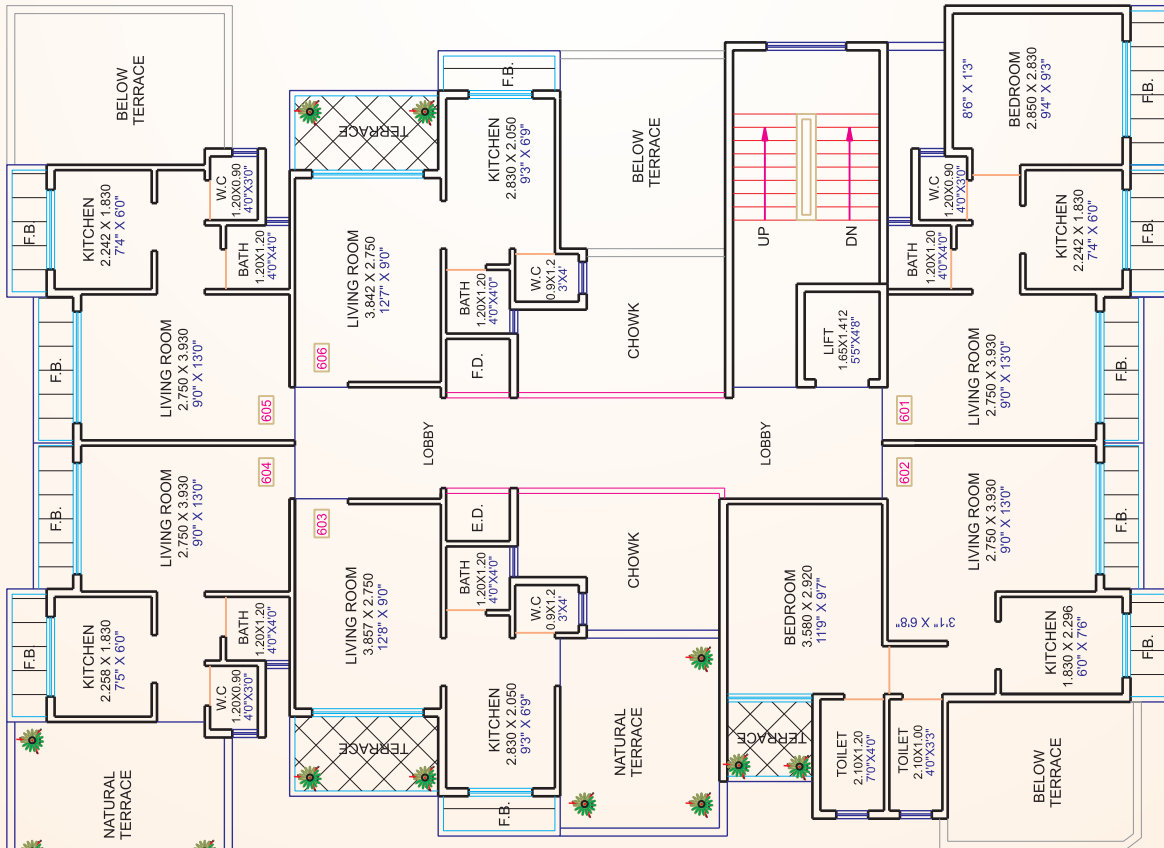 BELOW
TERRACE
F.B.
KITCHEN
2.242 X 1.830
7'4" X 6'0"
W.C
1.20X0.90
4'0"X3'0"
BATH
1.20X1.20
4'0"X4'0"
F.B.
LIVING ROOM
2.750 X 3.930
9'0" X 13'0"
605
TERRACE
F.B.
KITCHEN
2.830 X 2.050
9'3" X 6'9"
LIVING ROOM
3.842 X 2.750
12'7" X 9'0"
BATH
1.20X1.20
4'0"X4'0"
W.C
0.9X1.2
3'X4'
606
F.D.
BELOW
TERRACE
CHOWK
UP
DN
LIFT
1.65X1.412
5'5"X4'8"
8'6" X 1'3"
BEDROOM
2.850 X 2.830
9'4" X 9'3"
F.B.
W.C
1.20X0.90
4'0"X3'0"
BATH
1.20X1.20
4'0"X4'0"
KITCHEN
2.242 X 1.830
7'4" X 6'0"
F.B.
LIVING ROOM
2.750 X 3.930
9'0" X 13'0"
F.B.
601
LOBBY
LOBBY
604
F.B.
LIVING ROOM
2.750 X 3.930
9'0" X 13'0"
F.B.
KITCHEN
2.258 X 1.830
7'5" X 6'0"
BATH
1.20X1.20
4'0"X4'0"
W.C
1.20X0.90
4'0"X3'0"
NATURAL
TERRACE
603
LIVING ROOM
3.857 X 2.750
12'8" X 9'0"
E.D.
BATH
1.20X1.20
4'0"X4'0"
W.C
0.9X1.2
3'X4'
TERRACE
KITCHEN
2.830 X 2.050
9'3" X 6'9"
F.B.
CHOWK
NATURAL
TERRACE
BEDROOM
3.580 X 2.920
11'9" X 9'7"
TERRACE
TOILET
2.10X1.20
7'0"X4'0"
TOILET
2.10X1.00
4'0"X3'3"
602
LIVING ROOM
2.750 X 3.930
9'0" X 13'0"
F.B.
3'1" X 6'8"
KITCHEN
1.830 X 2.296
6'0" X 7'6"
F.B.
BELOW
TERRACE